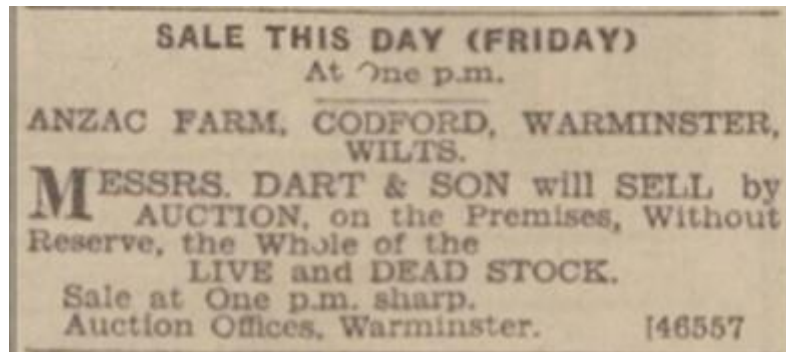 SALE THIS DAY (FRIDAY)
At One p.m.
ANZAC FARM, CODFORD, WARMINSTER,
WILTS.
MESSRS. DART & SON will SELL by
AUCTION, on the Premises, Without
Reserve, the Whole of the
LIVE and DEAD STOCK.
Sale at One p.m. sharp.
Auction Offices, Warminster. [46557